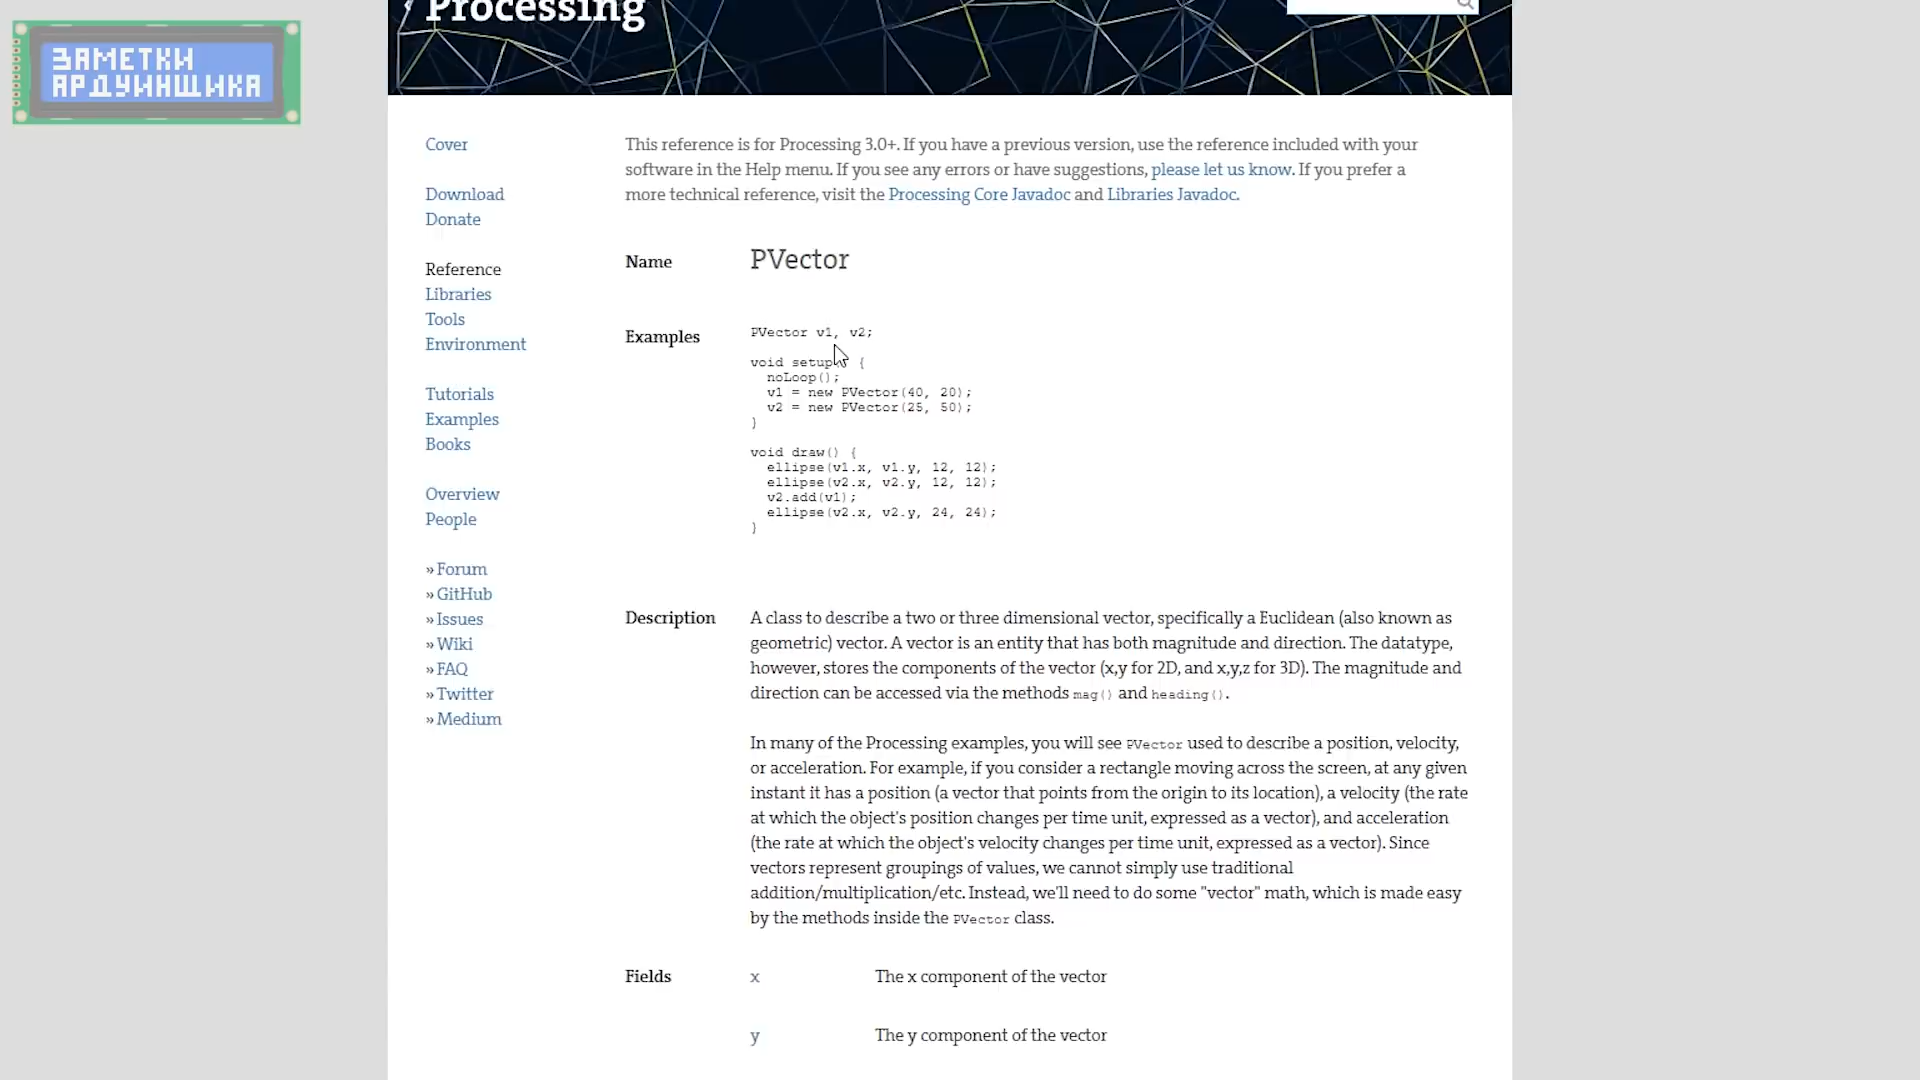 Processing
ЗАМЕТКИ
АРДУИНЩИКА
Cover
Download
Donate
Reference
Libraries
Tools
Environment
Tutorials
Examples
Books
Overview
People
» Forum
» GitHub
» Issues
» Wiki
» FAQ
» Twitter
» Medium
This reference is for Processing 3.0+. If you have a previous version, use the reference included with your
software in the Help menu. If you see any errors or have suggestions, please let us know. If you prefer a
more technical reference, visit the Processing Core Javadoc and Libraries Javadoc.
Name
PVector
Examples
PVector v1, v2;
void setup {
noLoop();
v1 = new PVector(40, 20);
v2 = new PVector(25, 50);
}
void draw() {
ellipse(v1.x, v1.y, 12, 12);
ellipse(v2.x, v2.y, 12, 12);
v2.add(v1);
ellipse(v2.x, v2.y, 24, 24);
}
Description
A class to describe a two or three dimensional vector, specifically a Euclidean (also known as
geometric) vector. A vector is an entity that has both magnitude and direction. The datatype,
however, stores the components of the vector (x,y for 2D, and x,y,z for 3D). The magnitude and
direction can be accessed via the methods mag() and heading().
In many of the Processing examples, you will see PVector used to describe a position, velocity,
or acceleration. For example, if you consider a rectangle moving across the screen, at any given
instant it has a position (a vector that points from the origin to its location), a velocity (the rate
at which the object's position changes per time unit, expressed as a vector), and acceleration
(the rate at which the object's velocity changes per time unit, expressed as a vector). Since
vectors represent groupings of values, we cannot simply use traditional
addition/multiplication/etc. Instead, we'll need to do some "vector" math, which is made easy
by the methods inside the PVector class.
Fields
x The x component of the vector
y The y component of the vector